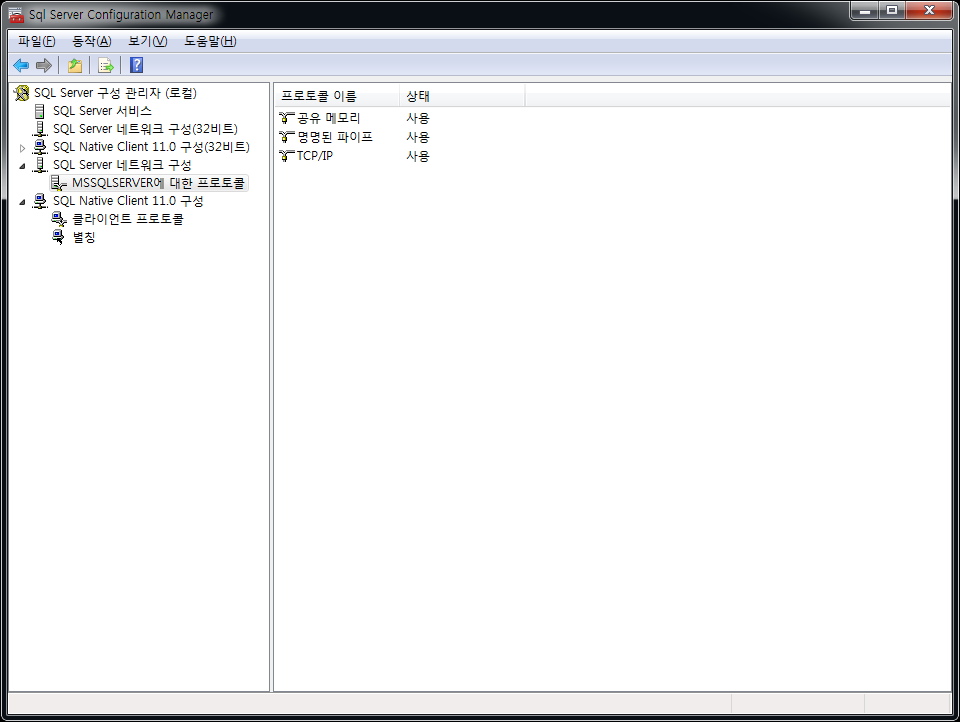 Sql Server Configuration Manager
파일(F) 동작(A) 보기(V) 도움말(H)
SQL Server 구성 관리자 (로컬)
SQL Server 서비스
SQL Server 네트워크 구성(32비트)
SQL Native Client 11.0 구성(32비트)
SQL Server 네트워크 구성
MSSQLSERVER에 대한 프로토콜
SQL Native Client 11.0 구성
클라이언트 프로토콜
별칭
프로토콜 이름 상태
공유 메모리 사용
명명된 파이프 사용
TCP/IP 사용